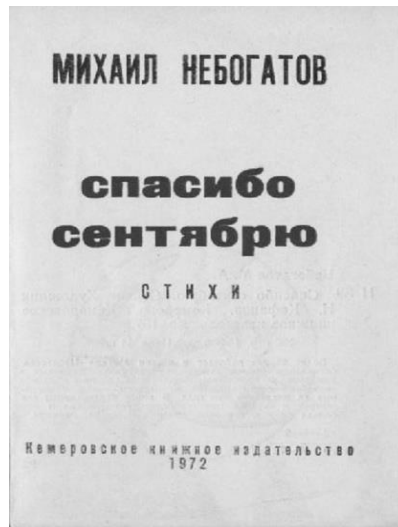 МИХАИЛ НЕБОГАТОВ
спасибо
сентябрю
СТИХИ
Кемеровское книжное издательство
1972